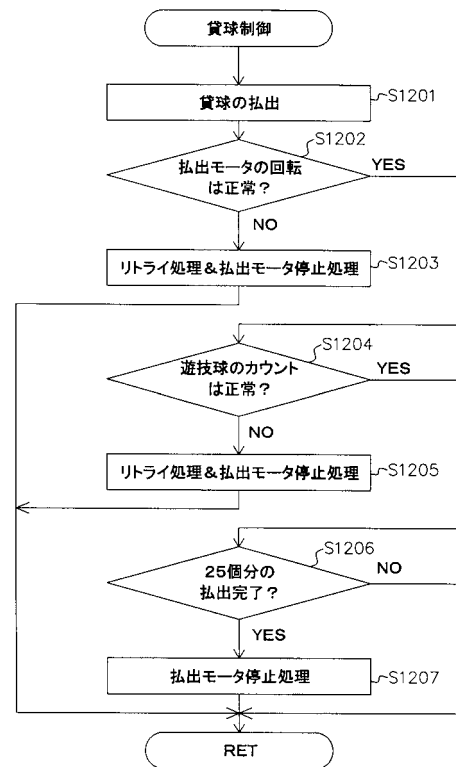 貸球制御
貸球の払出
S1201
S1202
払出モータの回転
は正常?
YES
NO
リトライ処理&払出モータ停止処理
S1203
S1204
遊技球のカウント
は正常?
YES
NO
リトライ処理&払出モータ停止処理
S1205
S1206
25個分の
払出完了?
NO
YES
払出モータ停止処理
S1207
RET